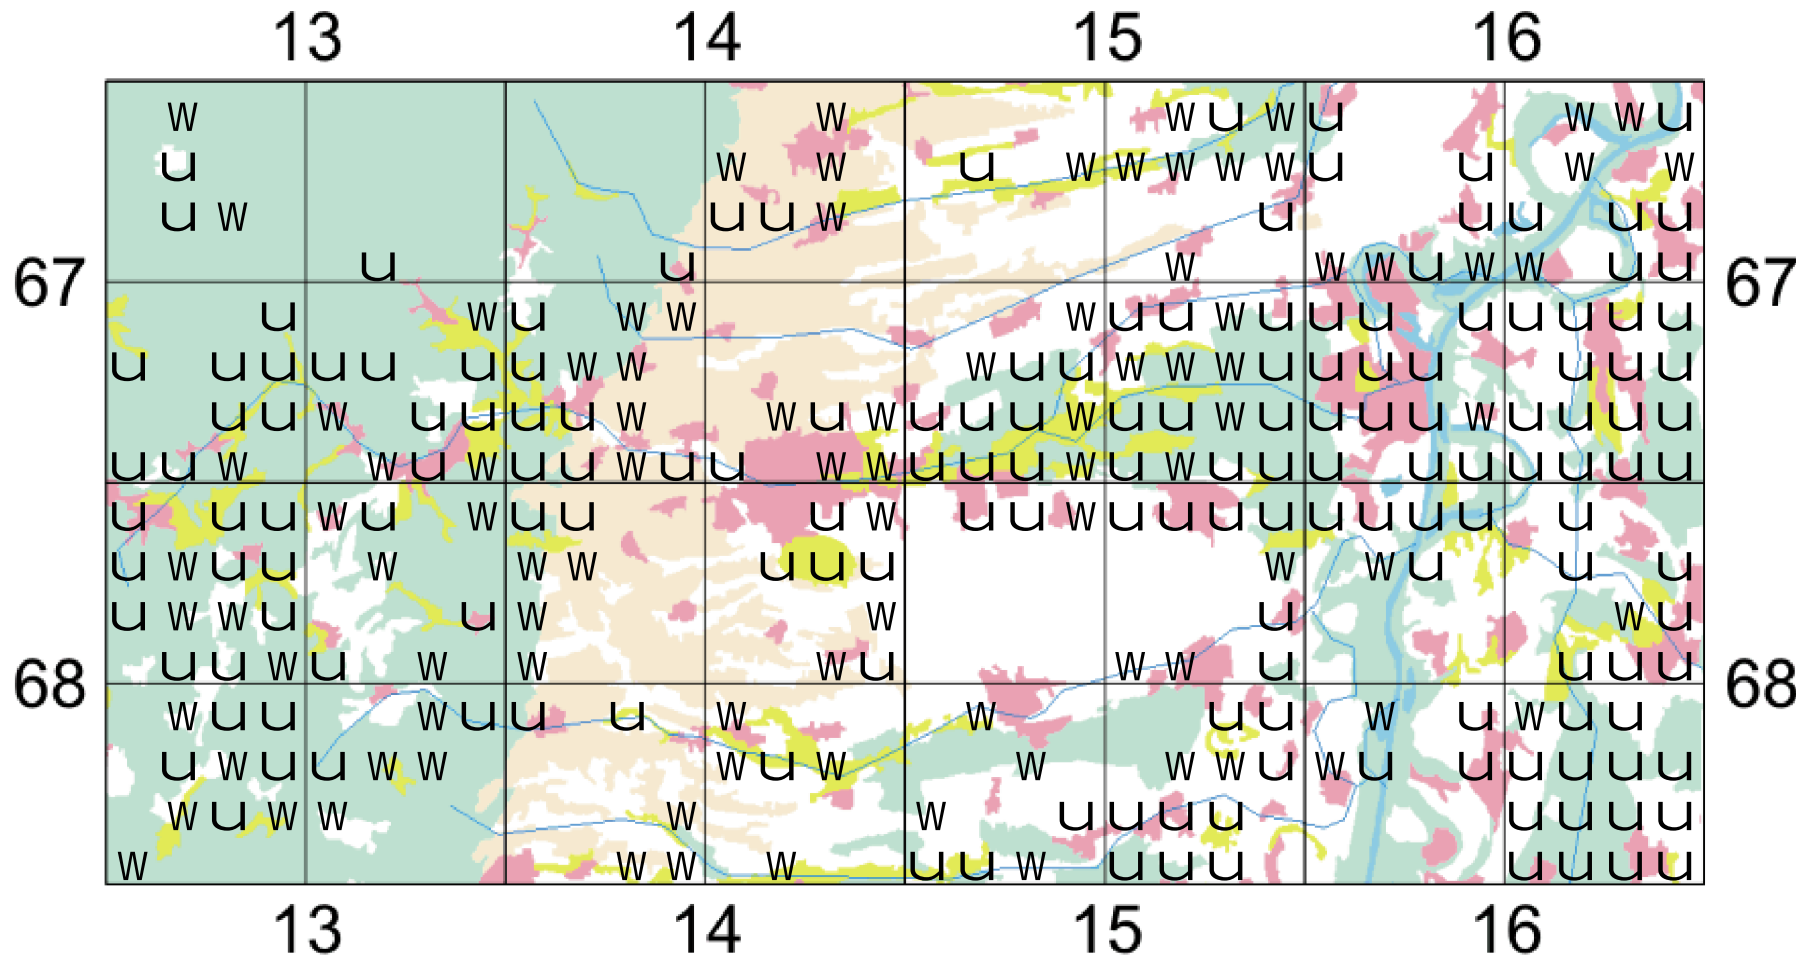 13 14 15 16
W W W U W U W W U
U W W U W W W W W U U W W
U W U U W U U U U U
67 U U W W W U W W U U 67
U W U W W W U U W U U U U U U U U
U U U U U U U W W W U U W W W U U U U U U U
U U W U U U U W W U W U U U W U U W U U U U W U U U U
U U W W U W U U W U U W W U U U W U W U U U U U U U U U
U U U W U W U U U W U U W U U U U U U U U U
U W U U W W W U U U W W U U U
U W W U U W W U W U
68 U U W U W W W U W W U U U U 68
W U U W U U U W W U U W U W U U
U W U U W W W U W W W W U W U U U U U U
W U W W W W U U U U U U U U
W W W W U U W U U U U U U U
13 14 15 16